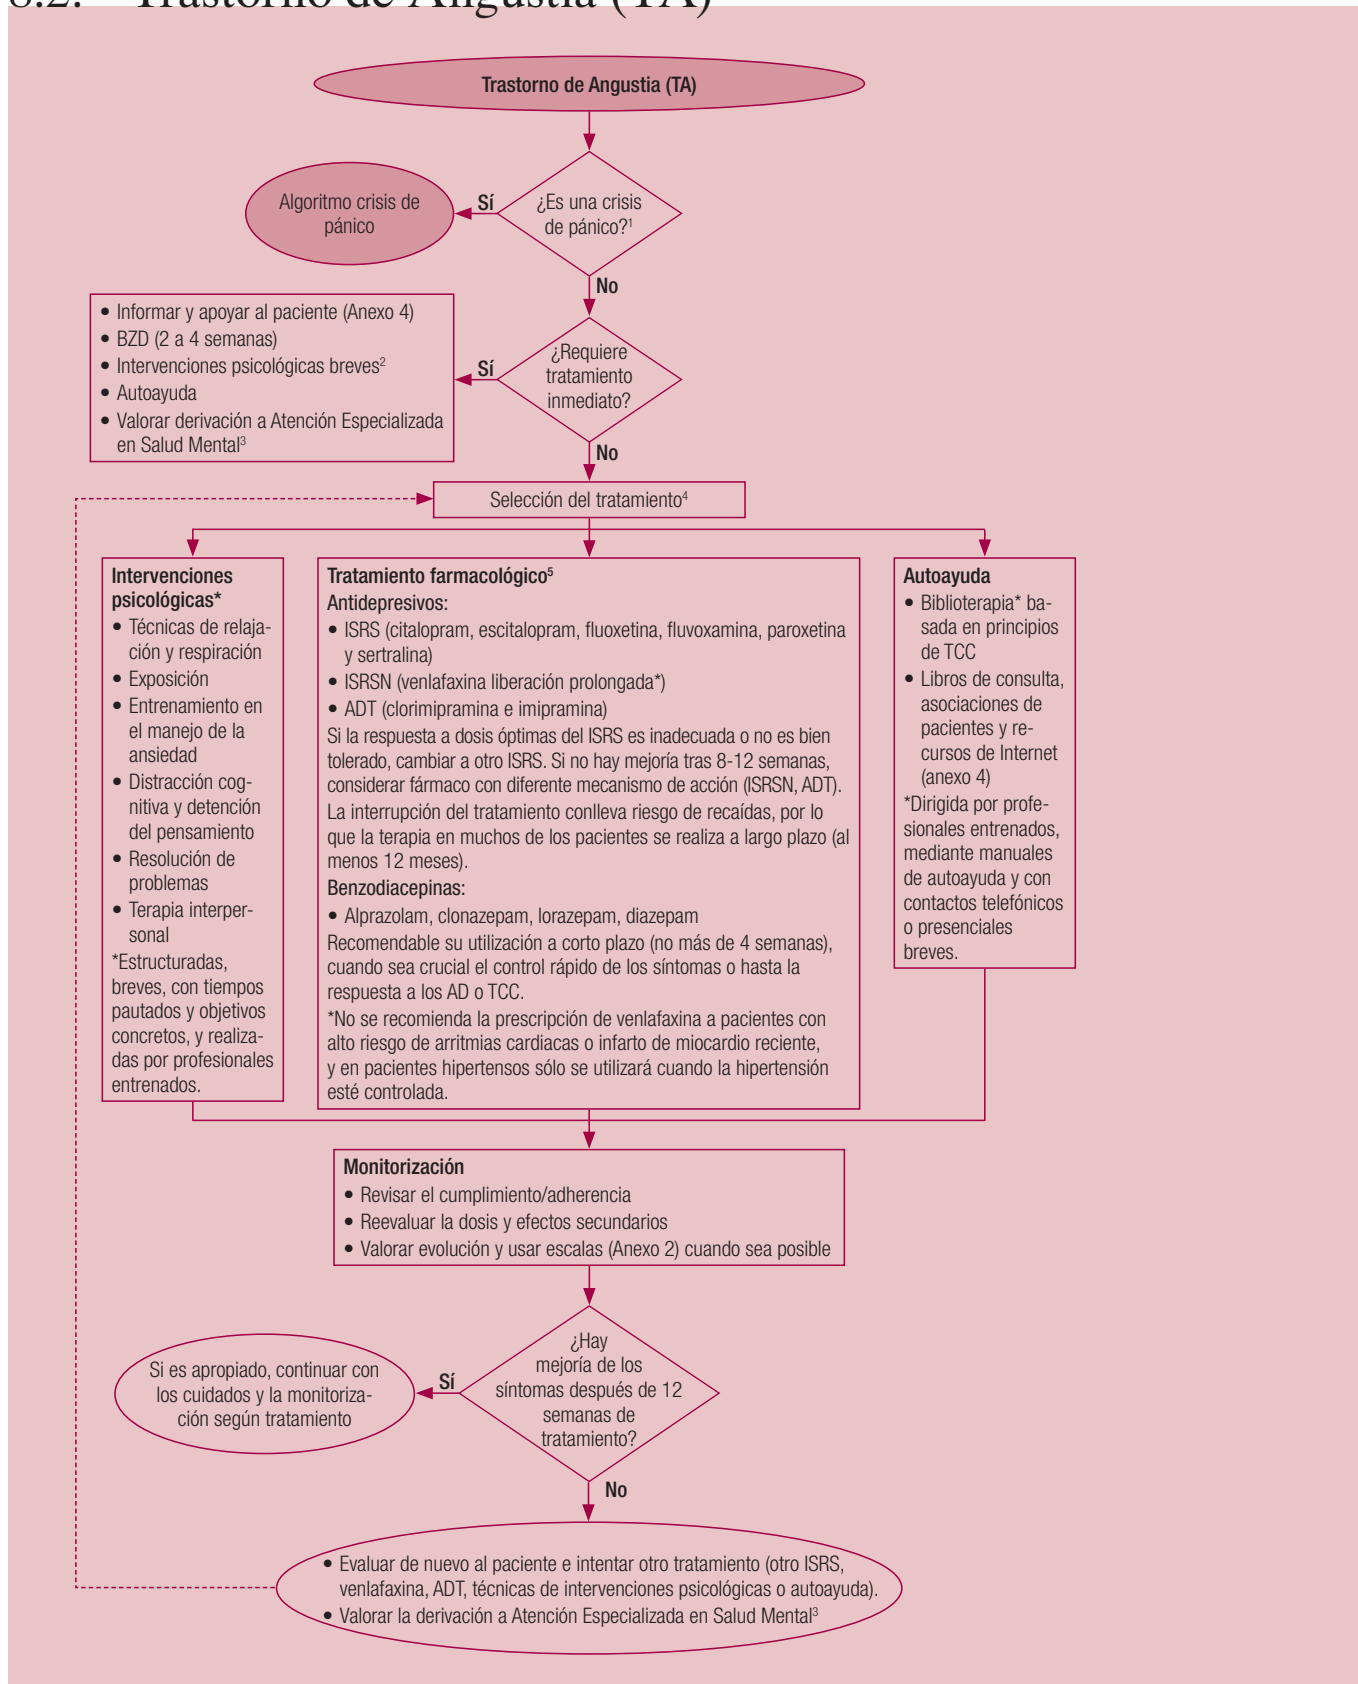 8.2. Trastorno de Angustia (TA)
Trastorno de Angustia (TA)
¿Es una crisis
de pánico?¹
Sí
Algoritmo crisis de
pánico
No
¿Requiere
tratamiento
inmediato?
Sí
• Informar y apoyar al paciente (Anexo 4)
• BZD (2 a 4 semanas)
• Intervenciones psicológicas breves²
• Autoayuda
• Valorar derivación a Atención Especializada
en Salud Mental³
No
Selección del tratamiento⁴
Intervenciones
psicológicas*
• Técnicas de relaja-
ción y respiración
• Exposición
• Entrenamiento en
el manejo de la
ansiedad
• Distracción cog-
nitiva y detención
del pensamiento
• Resolución de
problemas
• Terapia interper-
sonal
*Estructuradas,
breves, con tiempos
pautados y objetivos
concretos, y realiza-
das por profesionales
entrenados.
Tratamiento farmacológico⁵
Antidepresivos:
• ISRS (citalopram, escitalopram, fluoxetina, fluvoxamina, paroxetina
y sertralina)
• ISRSN (venlafaxina liberación prolongada*)
• ADT (clorimipramina e imipramina)
Si la respuesta a dosis óptimas del ISRS es inadecuada o no es bien
tolerado, cambiar a otro ISRS. Si no hay mejoría tras 8-12 semanas,
considerar fármaco con diferente mecanismo de acción (ISRSN, ADT).
La interrupción del tratamiento conlleva riesgo de recaídas, por lo
que la terapia en muchos de los pacientes se realiza a largo plazo (al
menos 12 meses).
Benzodiacepinas:
• Alprazolam, clonazepam, lorazepam, diazepam
Recomendable su utilización a corto plazo (no más de 4 semanas),
cuando sea crucial el control rápido de los síntomas o hasta la
respuesta a los AD o TCC.
*No se recomienda la prescripción de venlafaxina a pacientes con
alto riesgo de arritmias cardiacas o infarto de miocardio reciente,
y en pacientes hipertensos sólo se utilizará cuando la hipertensión
esté controlada.
Autoayuda
• Biblioterapia* ba-
sada en principios
de TCC
• Libros de consulta,
asociaciones de
pacientes y re-
cursos de Internet
(anexo 4)
*Dirigida por profe-
sionales entrenados,
mediante manuales
de autoayuda y con
contactos telefónicos
o presenciales
breves.
Monitorización
• Revisar el cumplimiento/adherencia
• Reevaluar la dosis y efectos secundarios
• Valorar evolución y usar escalas (Anexo 2) cuando sea posible
¿Hay
mejoría de los
síntomas después de 12
semanas de
tratamiento?
Sí
Si es apropiado, continuar con
los cuidados y la monitoriza-
ción según tratamiento
No
• Evaluar de nuevo al paciente e intentar otro tratamiento (otro ISRS,
venlafaxina, ADT, técnicas de intervenciones psicológicas o autoayuda).
• Valorar la derivación a Atención Especializada en Salud Mental³